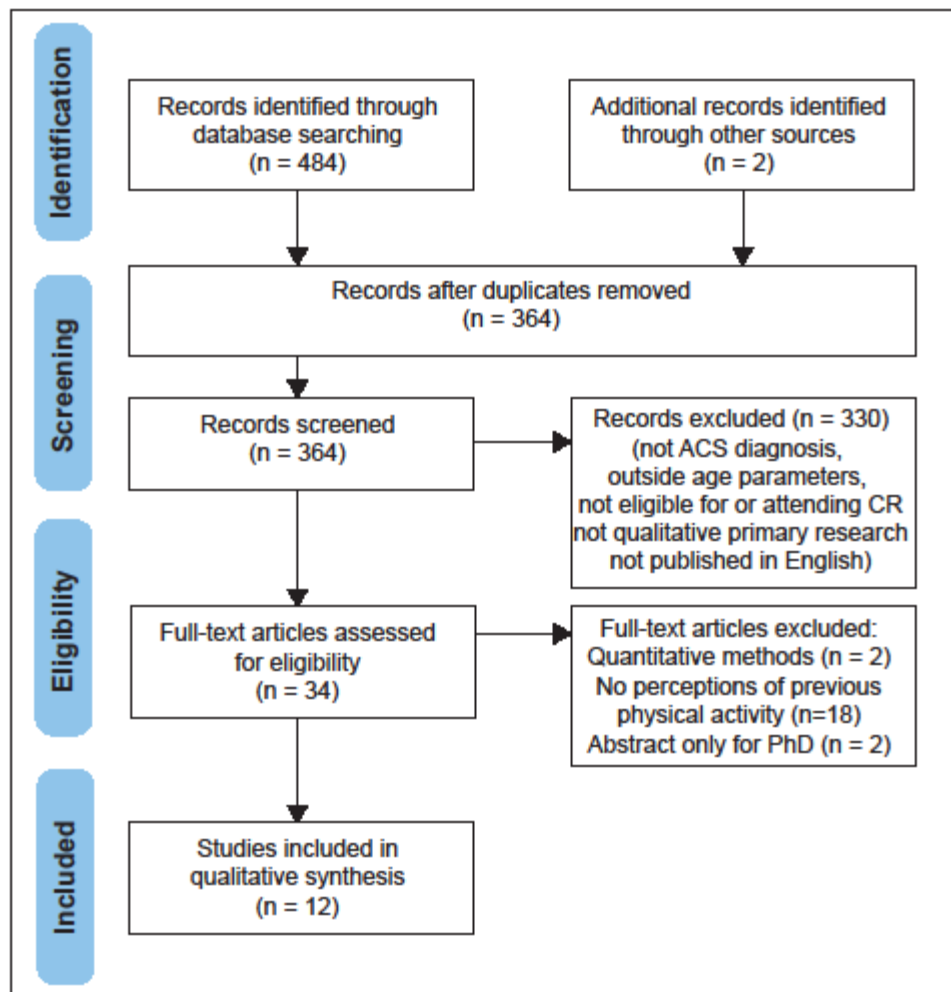 Identification
Records identified through
database searching
(n = 484)
Additional records identified
through other sources
(n = 2)
Screening
Records after duplicates removed
(n = 364)
Records screened
(n = 364)
Records excluded (n = 330)
(not ACS diagnosis,
outside age parameters,
not eligible for or attending CR
not qualitative primary research
not published in English)
Eligibility
Full-text articles assessed
for eligibility
(n = 34)
Full-text articles excluded:
Quantitative methods (n = 2)
No perceptions of previous
physical activity (n=18)
Abstract only for PhD (n = 2)
Included
Studies included in
qualitative synthesis
(n = 12)